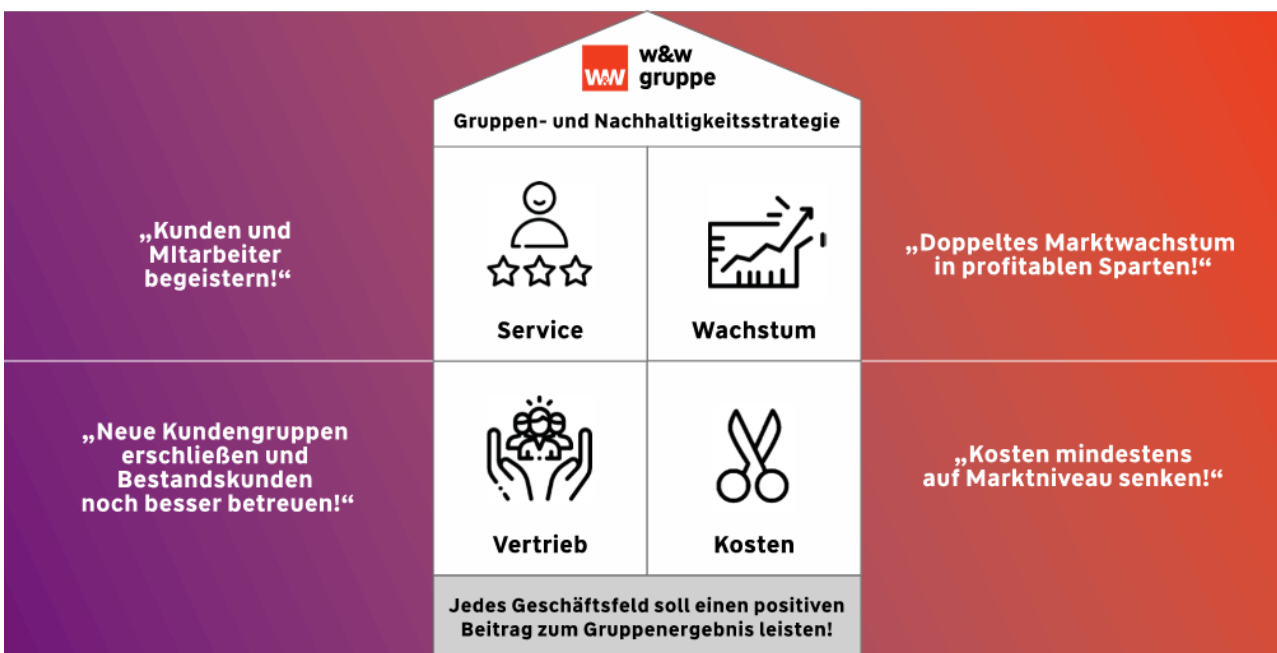 W&W
w&w
gruppe
Gruppen- und Nachhaltigkeitsstrategie
„Kunden und
MItarbeiter
begeistern!“
Service
Wachstum
„Doppeltes Marktwachstum
in profitablen Sparten!“
„Neue Kundengruppen
erschließen und
Bestandskunden
noch besser betreuen!“
Vertrieb
Kosten
„Kosten mindestens
auf Marktniveau senken!“
Jedes Geschäftsfeld soll einen positiven
Beitrag zum Gruppenergebnis leisten!